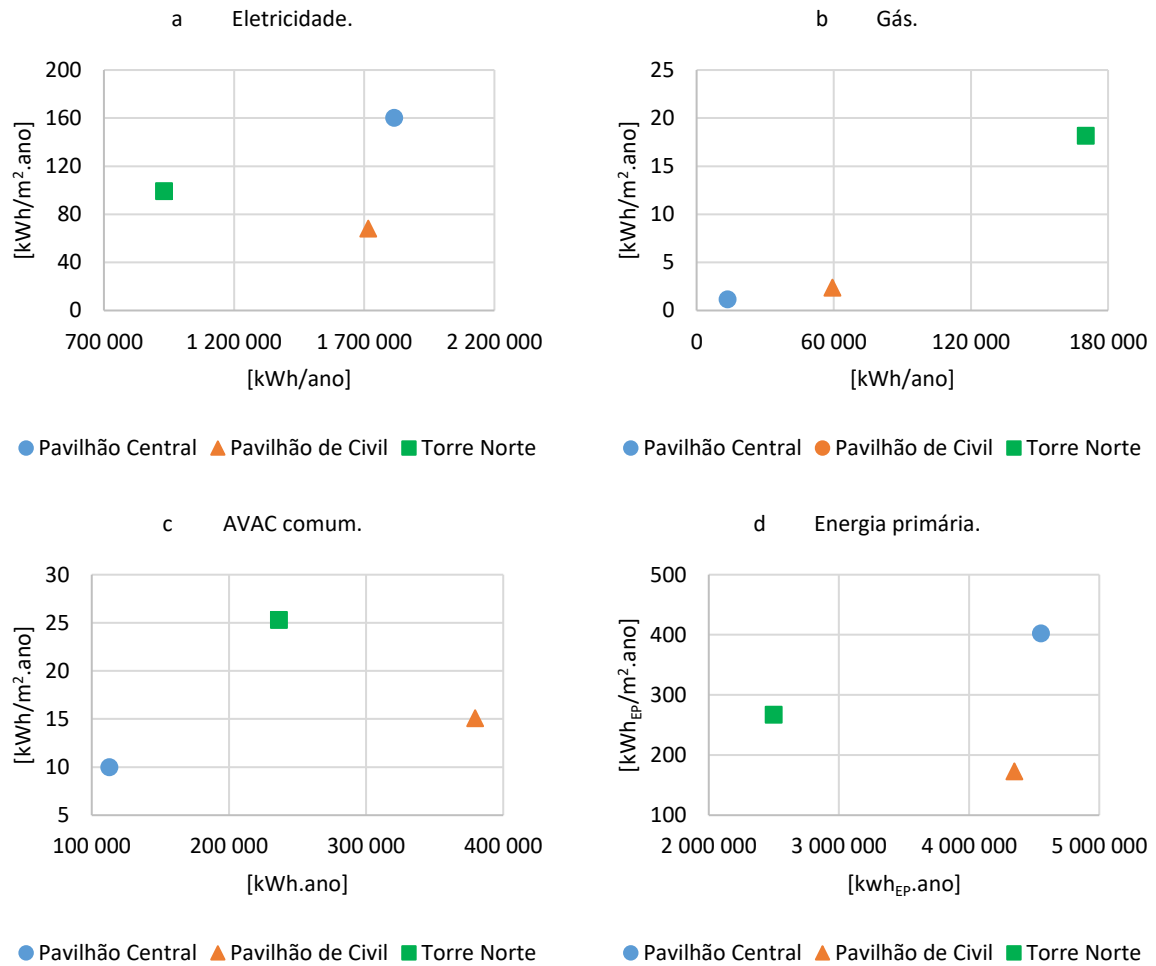 a Eletricidade.
[kWh/m².ano]
200
160
120
80
40
0
700 000 1 200 000 1 700 000 2 200 000
[kWh/ano]
Pavilhão Central Pavilhão de Civil Torre Norte
b Gás.
[kWh/m².ano]
25
20
15
10
5
0
0 60 000 120 000 180 000
[kWh/ano]
Pavilhão Central Pavilhão de Civil Torre Norte
c AVAC comum.
[kWh/m².ano]
30
25
20
15
10
5
100 000 200 000 300 000 400 000
[kWh.ano]
Pavilhão Central Pavilhão de Civil Torre Norte
d Energia primária.
[kWh_EP/m².ano]
500
400
300
200
100
2 000 000 3 000 000 4 000 000 5 000 000
[kwh_EP.ano]
Pavilhão Central Pavilhão de Civil Torre Norte